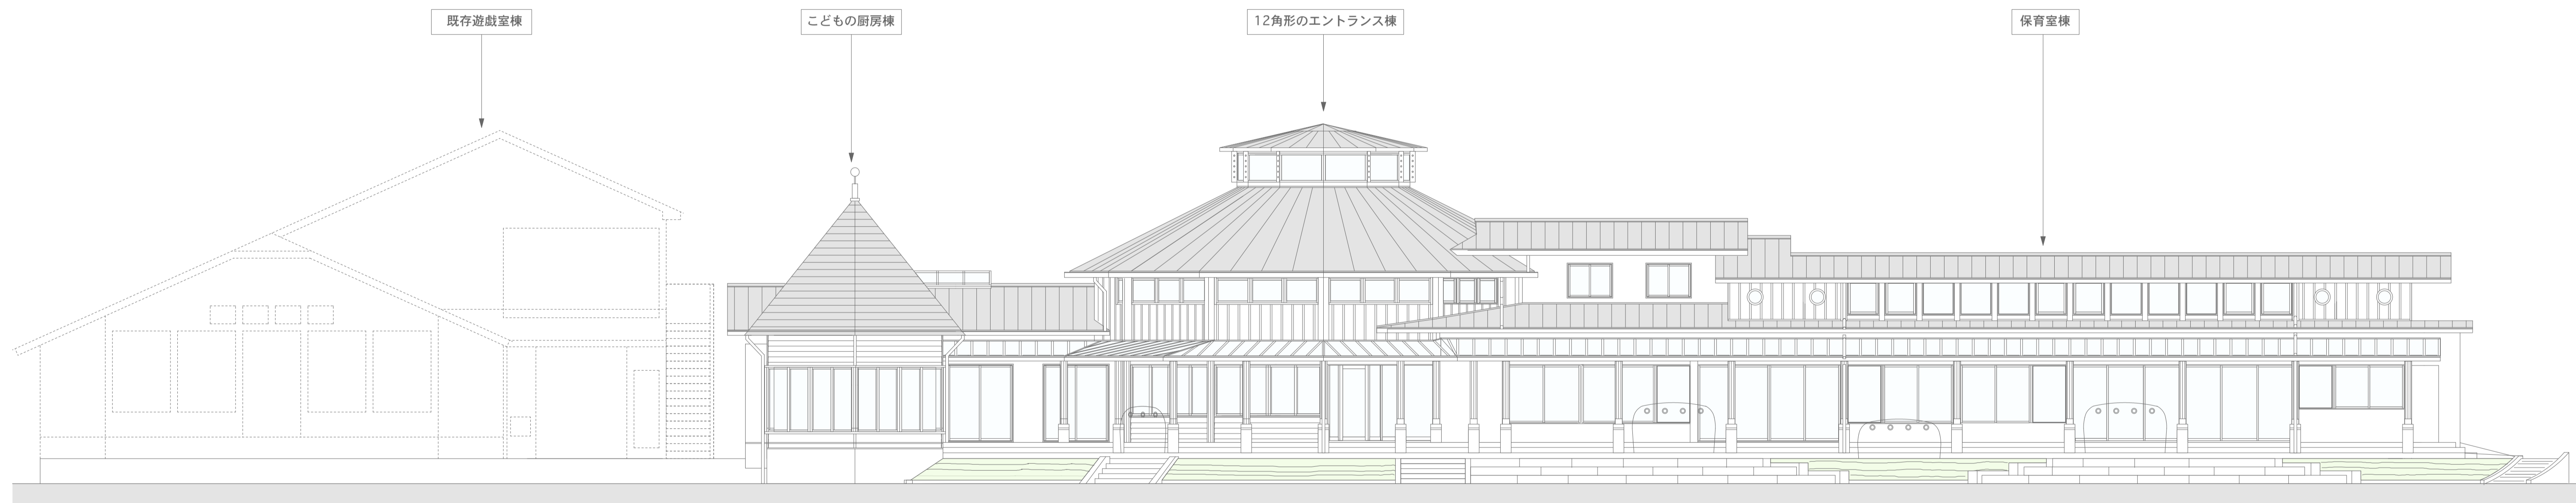 既存遊戯室棟
こどもの厨房棟
12角形のエントランス棟
保育室棟